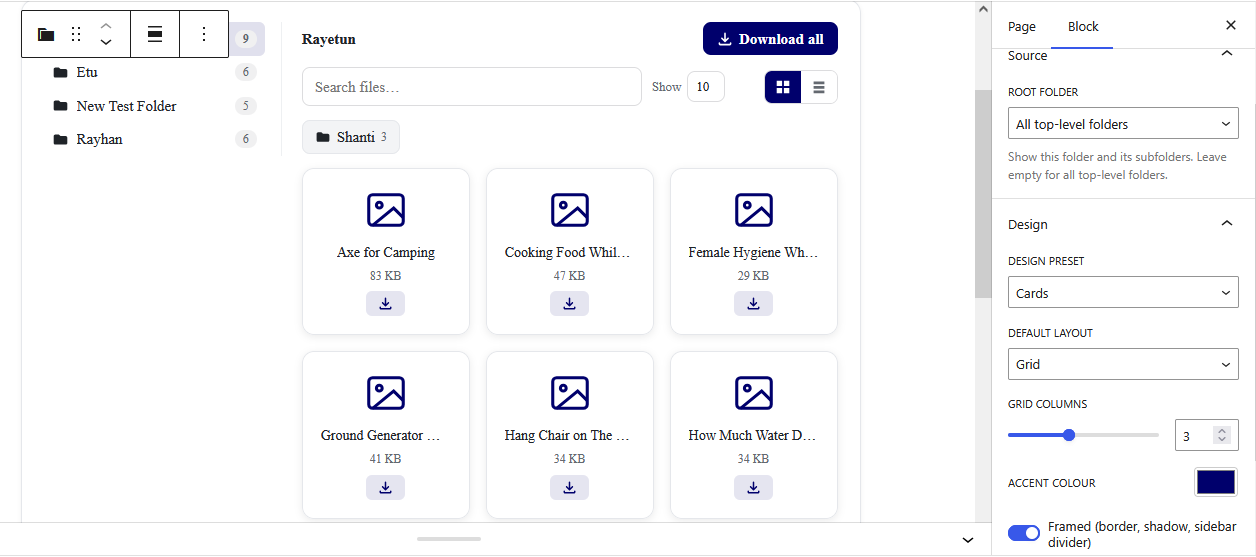 9
Etu
6
New Test Folder
5
Rayhan
6
Rayetun
Download all
Search files...
Show
10
Shanti 3
Axe for Camping
83 KB
Cooking Food Whil...
47 KB
Female Hygiene Wh...
29 KB
Ground Generator ...
41 KB
Hang Chair on The ...
34 KB
How Much Water D...
34 KB
Page
Block
Source
ROOT FOLDER
All top-level folders
Show this folder and its subfolders. Leave
empty for all top-level folders.
Design
DESIGN PRESET
Cards
DEFAULT LAYOUT
Grid
GRID COLUMNS
3
ACCENT COLOUR
Framed (border, shadow, sidebar
divider)